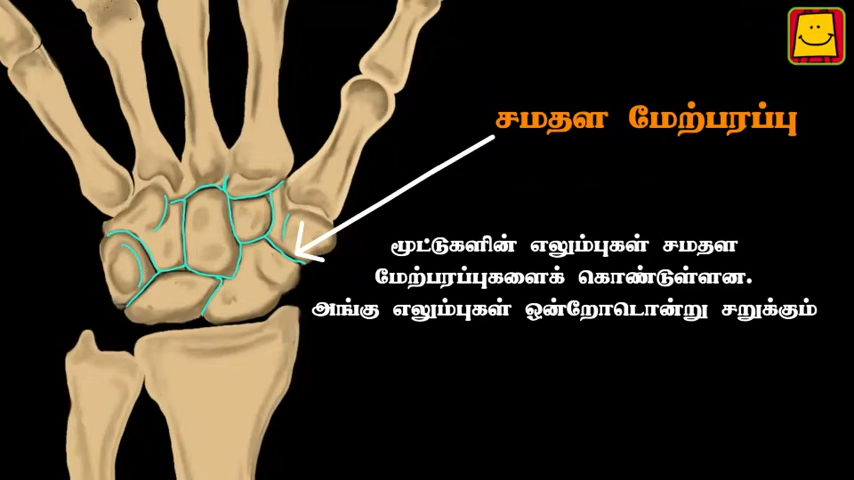 சமதள மேற்பரப்பு
மூட்டுகளின் எலும்புகள் சமதள
மேற்பரப்புகளைக் கொண்டுள்ளன.
அங்கு எலும்புகள் ஒன்றோடொன்று சறுக்கும்